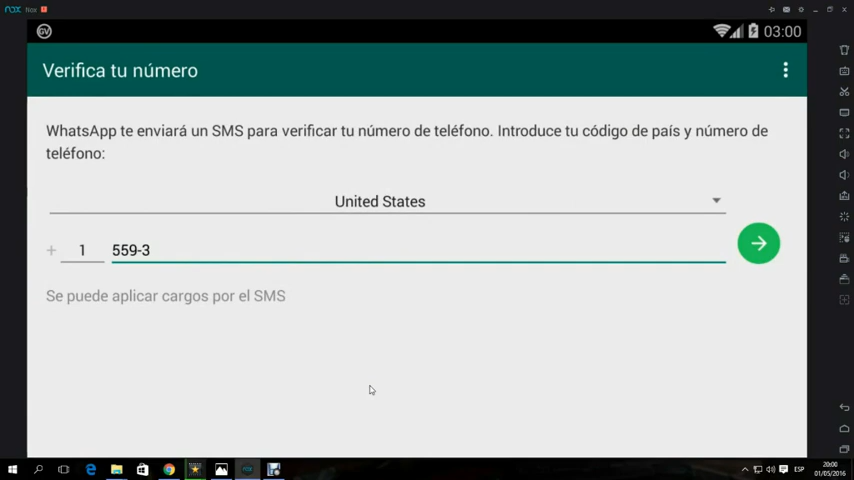 nox Nox
GV 03:00
Verifica tu número
WhatsApp te enviará un SMS para verificar tu número de teléfono. Introduce tu código de país y número de
teléfono:
United States
+ 1 559-3
Se puede aplicar cargos por el SMS
ESP
20:00
01/05/2016